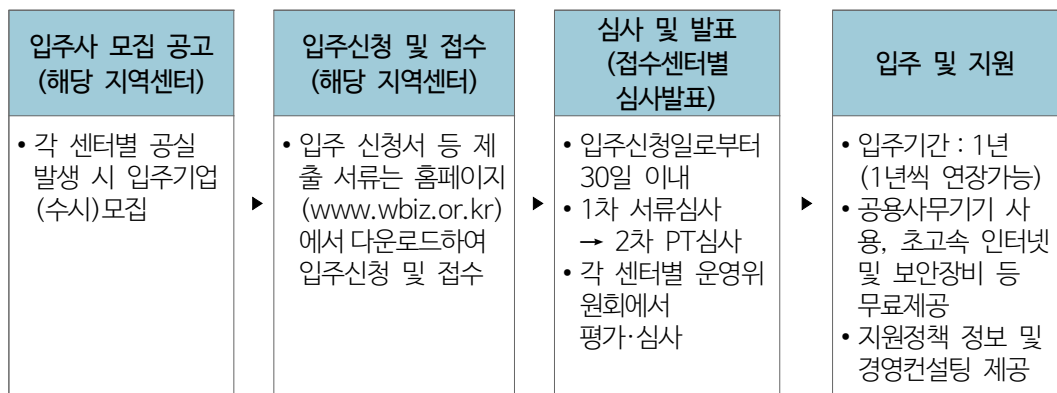 입주사 모집 공고
(해당 지역센터)
• 각 센터별 공실
발생 시 입주기업
(수시)모집
▶
입주신청 및 접수
(해당 지역센터)
• 입주 신청서 등 제
출 서류는 홈페이지
(www.wbiz.or.kr)
에서 다운로드하여
입주신청 및 접수
▶
심사 및 발표
(접수센터별
심사발표)
• 입주신청일로부터
30일 이내
• 1차 서류심사
→ 2차 PT심사
• 각 센터별 운영위
원회에서
평가·심사
▶
입주 및 지원
• 입주기간 : 1년
(1년씩 연장가능)
• 공용사무기기 사
용, 초고속 인터넷
및 보안장비 등
무료제공
• 지원정책 정보 및
경영컨설팅 제공